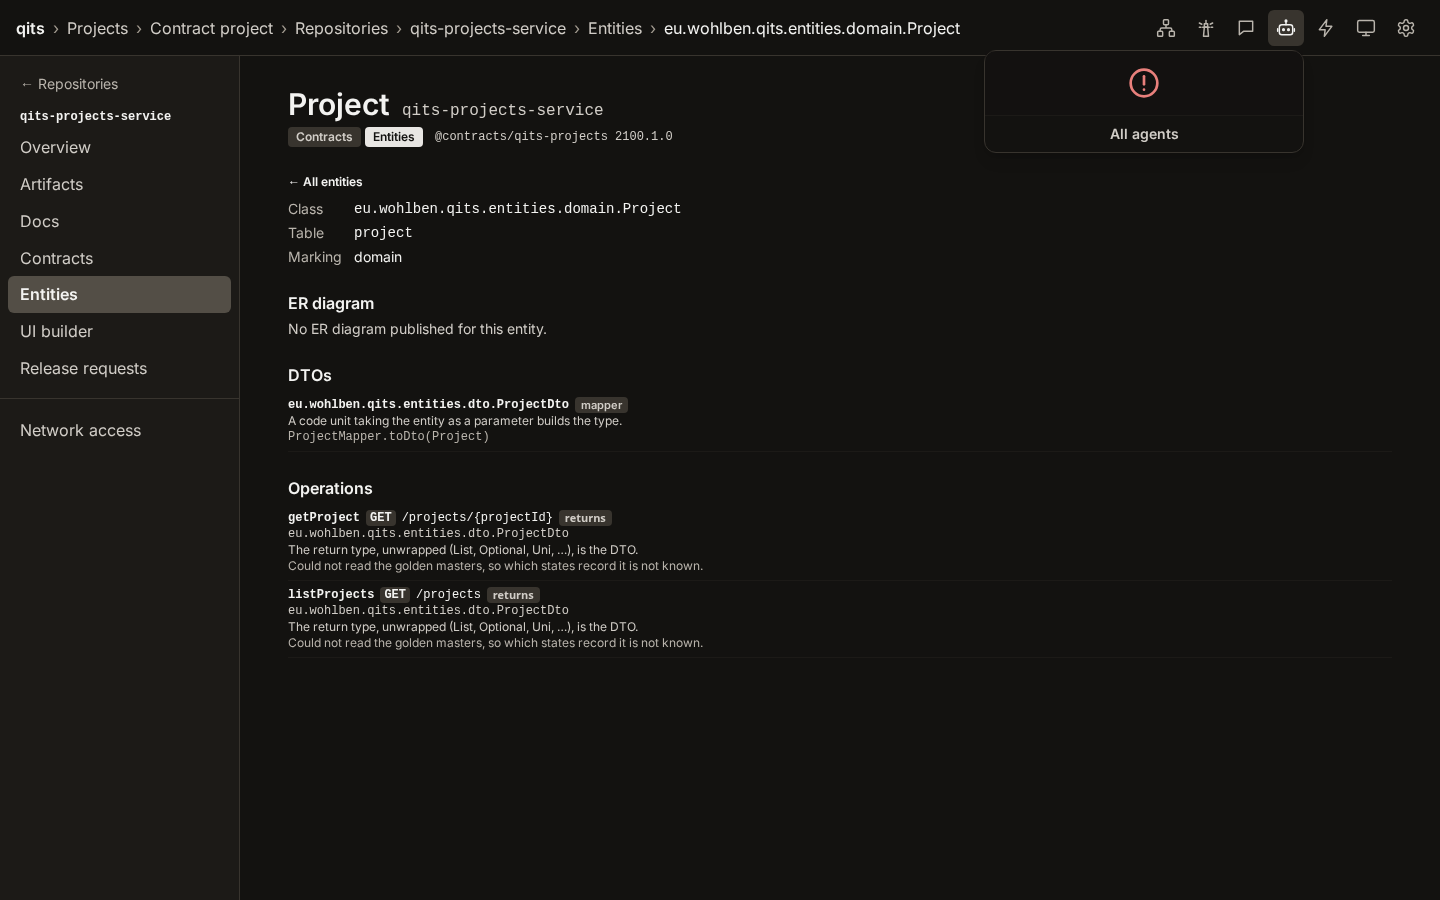 qits › Projects › Contract project › Repositories › qits-projects-service › Entities › eu.wohlben.qits.entities.domain.Project
← Repositories
qits-projects-service
Overview
Artifacts
Docs
Contracts
Entities
UI builder
Release requests
Network access
All agents
Project qits-projects-service
Contracts Entities @contracts/qits-projects 2100.1.0
← All entities
Class eu.wohlben.qits.entities.domain.Project
Table project
Marking domain
ER diagram
No ER diagram published for this entity.
DTOs
eu.wohlben.qits.entities.dto.ProjectDto mapper
A code unit taking the entity as a parameter builds the type.
ProjectMapper.toDto(Project)
Operations
getProject GET /projects/{projectId} returns
eu.wohlben.qits.entities.dto.ProjectDto
The return type, unwrapped (List, Optional, Uni, …), is the DTO.
Could not read the golden masters, so which states record it is not known.
listProjects GET /projects returns
eu.wohlben.qits.entities.dto.ProjectDto
The return type, unwrapped (List, Optional, Uni, …), is the DTO.
Could not read the golden masters, so which states record it is not known.